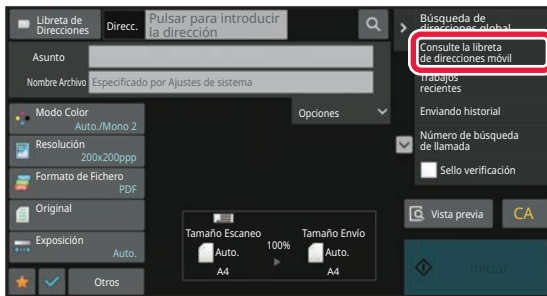 Libreta de
Direcciones
Direcc.
Pulsar para introducir
la dirección
Asunto
Nombre Archivo
Especificado por Ajustes de sistema
Modo Color
Auto./Mono 2
Resolución
200x200ppp
Formato de Fichero
PDF
Original
Exposición
Auto.
Otros
Opciones
Tamaño Escaneo
Auto.
A4
100%
Tamaño Envío
Auto.
A4
Búsqueda de
dirección global
Consulte la libreta
de direcciones móvil
Trabajos
recientes
Enviando historial
Número de búsqueda
de llamada
Sello verificación
Vista previa
CA
Iniciar